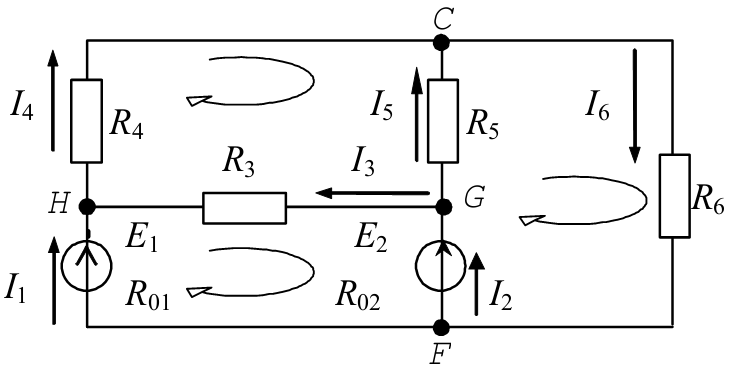 C
I₄
R₄
I₅
R₅
I₆
R₃
I₃
H
G
R₆
E₁
E₂
I₁
R₀₁
R₀₂
I₂
F